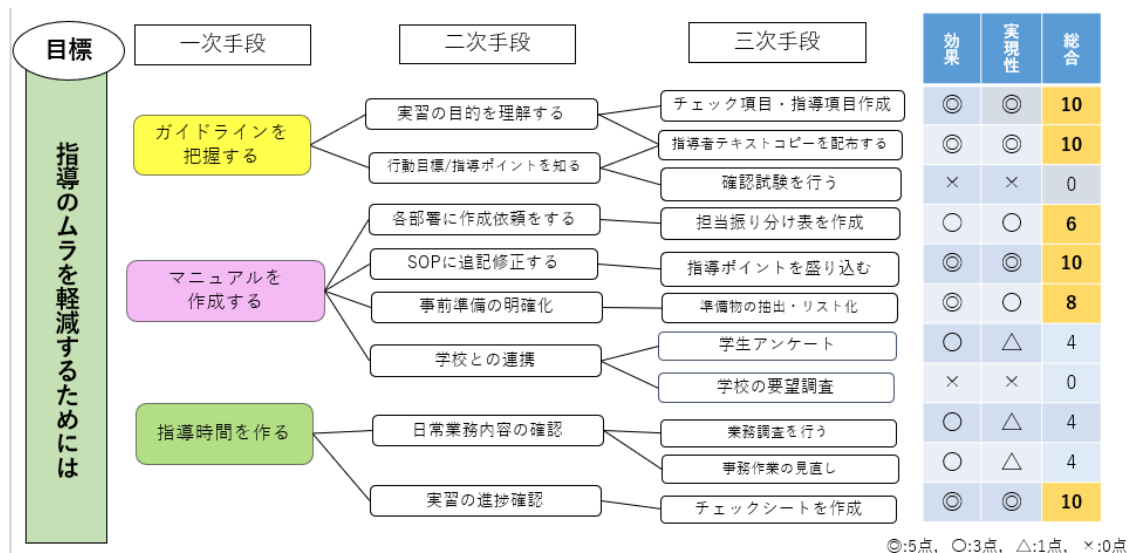 目標
一次手段
二次手段
三次手段
効果
実現性
総合
指導のムラを軽減するためには
ガイドラインを
把握する
実習の目的を理解する
チェック項目・指導項目作成
◎ ◎ 10
指導者テキストコピーを配布する
◎ ◎ 10
行動目標/指導ポイントを知る
確認試験を行う
× × 0
マニュアルを
作成する
各部署に作成依頼をする
担当振り分け表を作成
〇 〇 6
SOPに追記修正する
指導ポイントを盛り込む
◎ ◎ 10
事前準備の明確化
準備物の抽出・リスト化
◎ 〇 8
学校との連携
学生アンケート
〇 △ 4
学校の要望調査
× × 0
指導時間を作る
日常業務内容の確認
業務調査を行う
〇 △ 4
事務作業の見直し
〇 △ 4
実習の進捗確認
チェックシートを作成
◎ ◎ 10
◎:5点, 〇:3点, △:1点, ×:0点